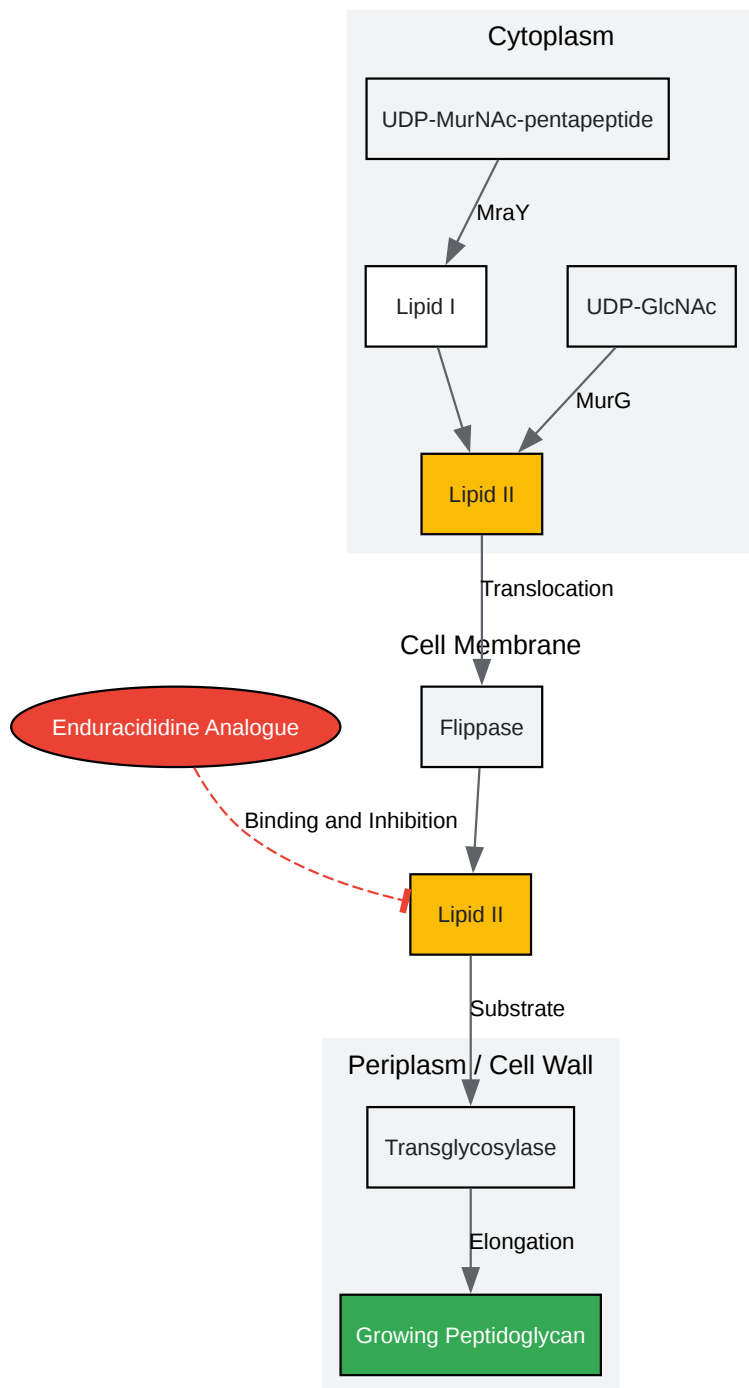 Cytoplasm
UDP-MurNAc-pentapeptide
MraY
Lipid I
UDP-GlcNAc
MurG
Lipid II
Translocation
Cell Membrane
Enduracididine Analogue
Flippase
Binding and Inhibition
Lipid II
Substrate
Periplasm / Cell Wall
Transglycosylase
Elongation
Growing Peptidoglycan